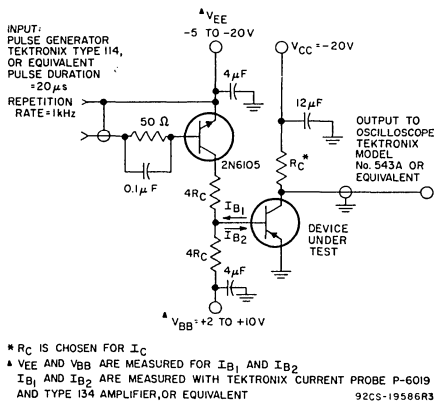 INPUT:
PULSE GENERATOR
TEKTRONIX TYPE 114,
OR EQUIVALENT
PULSE DURATION
=20μs
REPETITION
RATE=1kHz
▲ VEE
-5 TO -20V
4μF
50 Ω
0.1μF
2N6105
4RC
IB1
IB2
4RC
4μF
▲ VBB=+2 TO +10V
VCC=-20V
12μF
RC*
OUTPUT TO
OSCILLOSCOPE
TEKTRONIX
MODEL
No. 543A OR
EQUIVALENT
DEVICE
UNDER
TEST
* RC IS CHOSEN FOR IC
▲ VEE AND VBB ARE MEASURED FOR IB1 AND IB2
IB1 AND IB2 ARE MEASURED WITH TEKTRONIX CURRENT PROBE P-6019
AND TYPE 134 AMPLIFIER, OR EQUIVALENT
92CS-19586R3